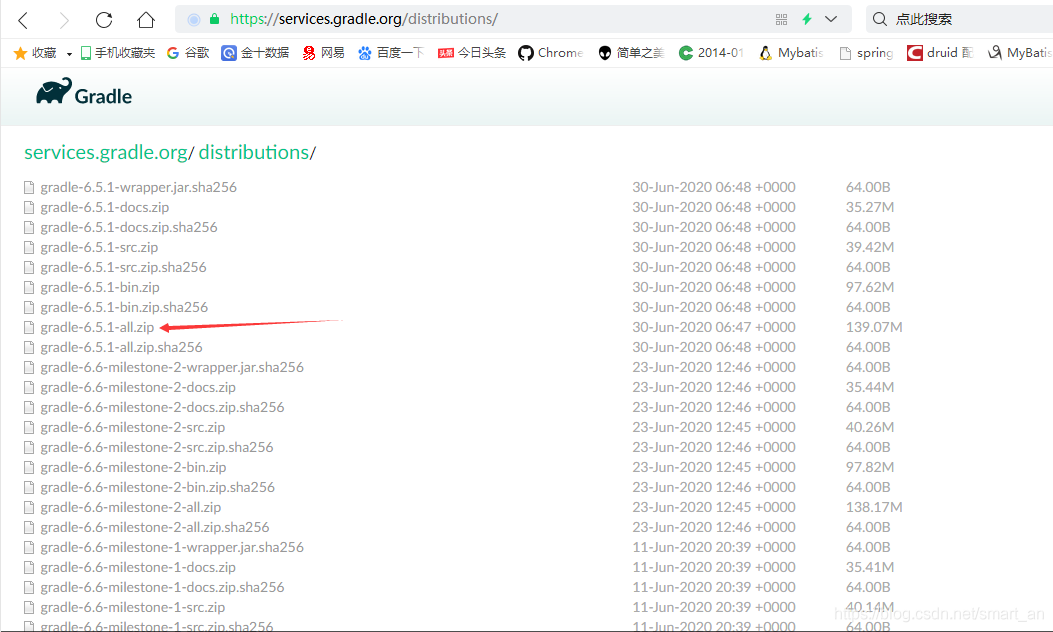 https://services.gradle.org/distributions/ 点此搜索
收藏 手机收藏夹 谷歌 金十数据 网易 百度一下 头条 今日头条 Chrome 简单之美 2014-01 Mybatis spring druid 配 MyBatis
Gradle
services.gradle.org/ distributions/
gradle-6.5.1-wrapper.jar.sha256 30-Jun-2020 06:48 +0000 64.00B
gradle-6.5.1-docs.zip 30-Jun-2020 06:48 +0000 35.27M
gradle-6.5.1-docs.zip.sha256 30-Jun-2020 06:48 +0000 64.00B
gradle-6.5.1-src.zip 30-Jun-2020 06:48 +0000 39.42M
gradle-6.5.1-src.zip.sha256 30-Jun-2020 06:48 +0000 64.00B
gradle-6.5.1-bin.zip 30-Jun-2020 06:48 +0000 97.62M
gradle-6.5.1-bin.zip.sha256 30-Jun-2020 06:48 +0000 64.00B
gradle-6.5.1-all.zip 30-Jun-2020 06:47 +0000 139.07M
gradle-6.5.1-all.zip.sha256 30-Jun-2020 06:48 +0000 64.00B
gradle-6.6-milestone-2-wrapper.jar.sha256 23-Jun-2020 12:46 +0000 64.00B
gradle-6.6-milestone-2-docs.zip 23-Jun-2020 12:46 +0000 35.44M
gradle-6.6-milestone-2-docs.zip.sha256 23-Jun-2020 12:46 +0000 64.00B
gradle-6.6-milestone-2-src.zip 23-Jun-2020 12:45 +0000 40.26M
gradle-6.6-milestone-2-src.zip.sha256 23-Jun-2020 12:46 +0000 64.00B
gradle-6.6-milestone-2-bin.zip 23-Jun-2020 12:45 +0000 97.82M
gradle-6.6-milestone-2-bin.zip.sha256 23-Jun-2020 12:46 +0000 64.00B
gradle-6.6-milestone-2-all.zip 23-Jun-2020 12:45 +0000 138.17M
gradle-6.6-milestone-2-all.zip.sha256 23-Jun-2020 12:46 +0000 64.00B
gradle-6.6-milestone-1-wrapper.jar.sha256 11-Jun-2020 20:39 +0000 64.00B
gradle-6.6-milestone-1-docs.zip 11-Jun-2020 20:39 +0000 35.41M
gradle-6.6-milestone-1-docs.zip.sha256 11-Jun-2020 20:39 +0000 64.00B
gradle-6.6-milestone-1-src.zip 11-Jun-2020 20:39 +0000 40.14M
https://blog.csdn.net/smart_an
gradle-6.6-milestone-1-src.zip.sha256 11-Jun-2020 20:39 +0000 64.00B